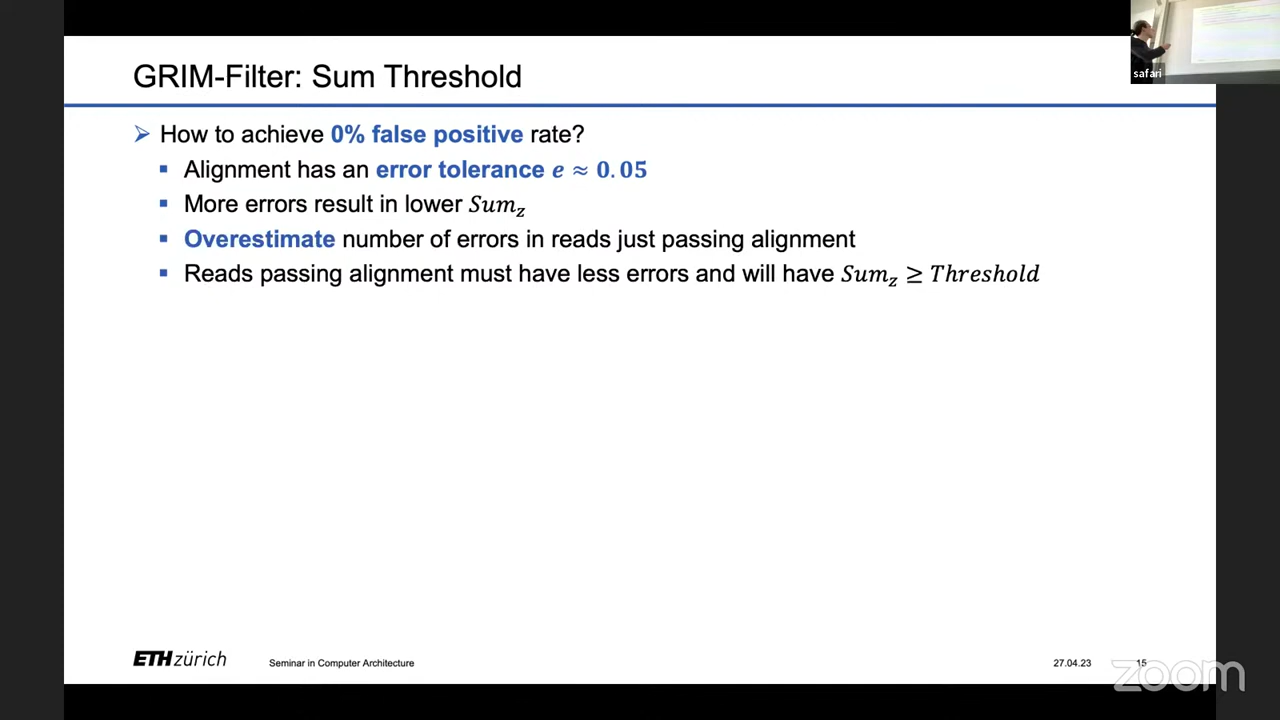 GRIM-Filter: Sum Threshold
How to achieve 0% false positive rate?
Alignment has an error tolerance e ≈ 0.05
More errors result in lower Sum_z
Overestimate number of errors in reads just passing alignment
Reads passing alignment must have less errors and will have Sum_z ≥ Threshold
safari
ETH zürich
Seminar in Computer Architecture
27.04.23
15
zoom